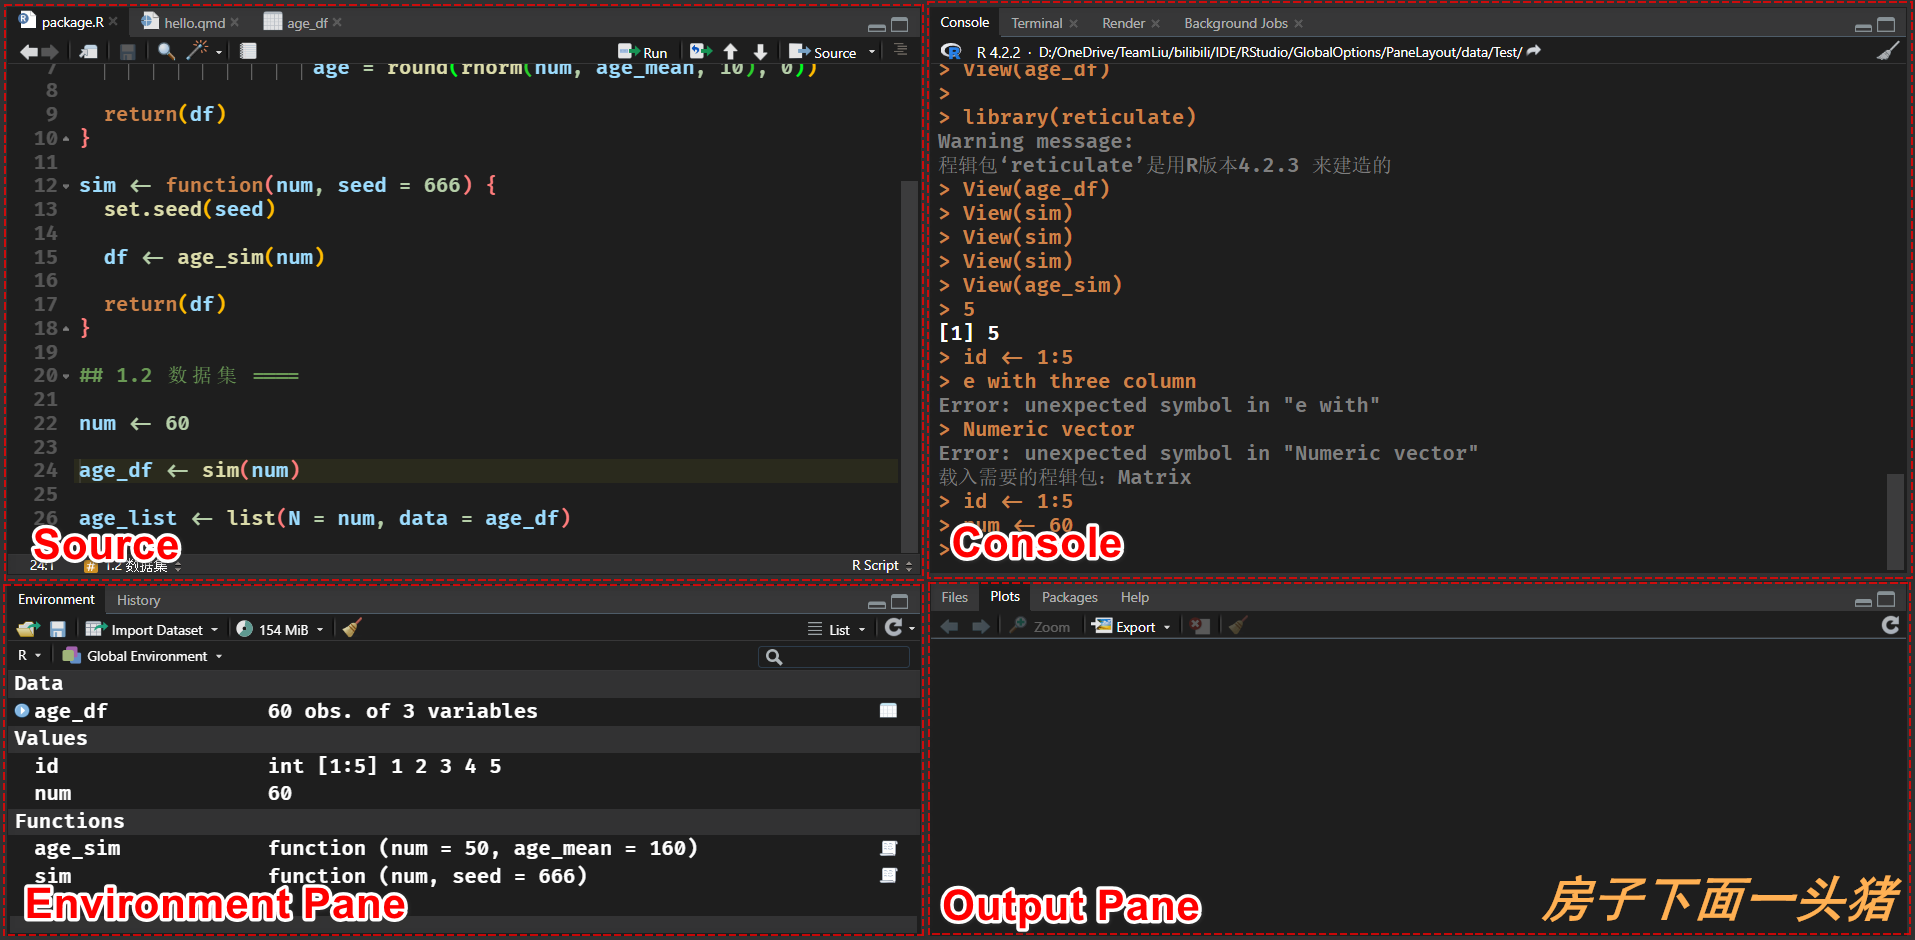 package.R × hello.qmd × age_df ×
Run Source
7 age = round(rnorm(num, age_mean, 10), 0))
8
9 return(df)
10 }
11
12 sim <- function(num, seed = 666) {
13 set.seed(seed)
14
15 df <- age_sim(num)
16
17 return(df)
18 }
19
20 ## 1.2 数据集 ====
21
22 num <- 60
23
24 age_df <- sim(num)
25
26 age_list <- list(N = num, data = age_df)
Source
24:1 # 1.2 数据集 R Script
Console Terminal × Render × Background Jobs ×
R 4.2.2 · D:/OneDrive/TeamLiu/bilibili/IDE/RStudio/GlobalOptions/PaneLayout/data/Test/
> View(age_df)
>
> library(reticulate)
Warning message:
程辑包‘reticulate’是用R版本4.2.3 来建造的
> View(age_df)
> View(sim)
> View(sim)
> View(sim)
> View(age_sim)
> 5
[1] 5
> id <- 1:5
> e with three column
Error: unexpected symbol in "e with"
> Numeric vector
Error: unexpected symbol in "Numeric vector"
载入需要的程辑包：Matrix
> id <- 1:5
> num <- 60
>
Console
Environment History
Import Dataset 154 MiB List
R Global Environment
Data
age_df 60 obs. of 3 variables
Values
id int [1:5] 1 2 3 4 5
num 60
Functions
age_sim function (num = 50, age_mean = 160)
sim function (num, seed = 666)
Environment Pane
Files Plots Packages Help
Zoom Export
Output Pane
房子下面一头猪